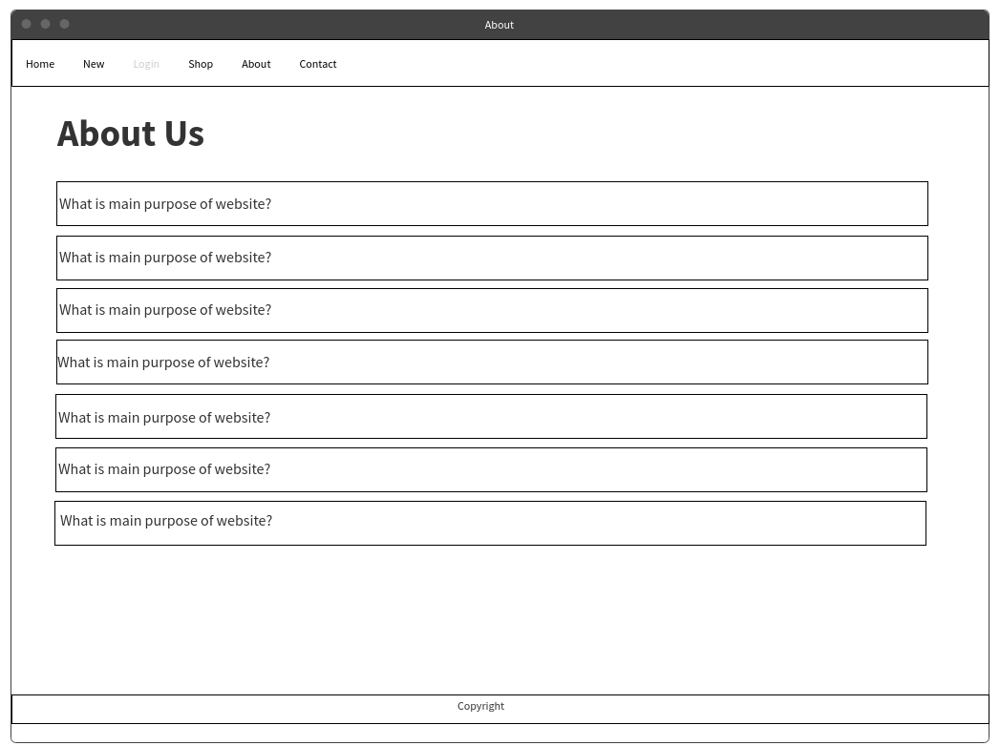 About
Home New Login Shop About Contact
About Us
What is main purpose of website?
What is main purpose of website?
What is main purpose of website?
What is main purpose of website?
What is main purpose of website?
What is main purpose of website?
What is main purpose of website?
Copyright